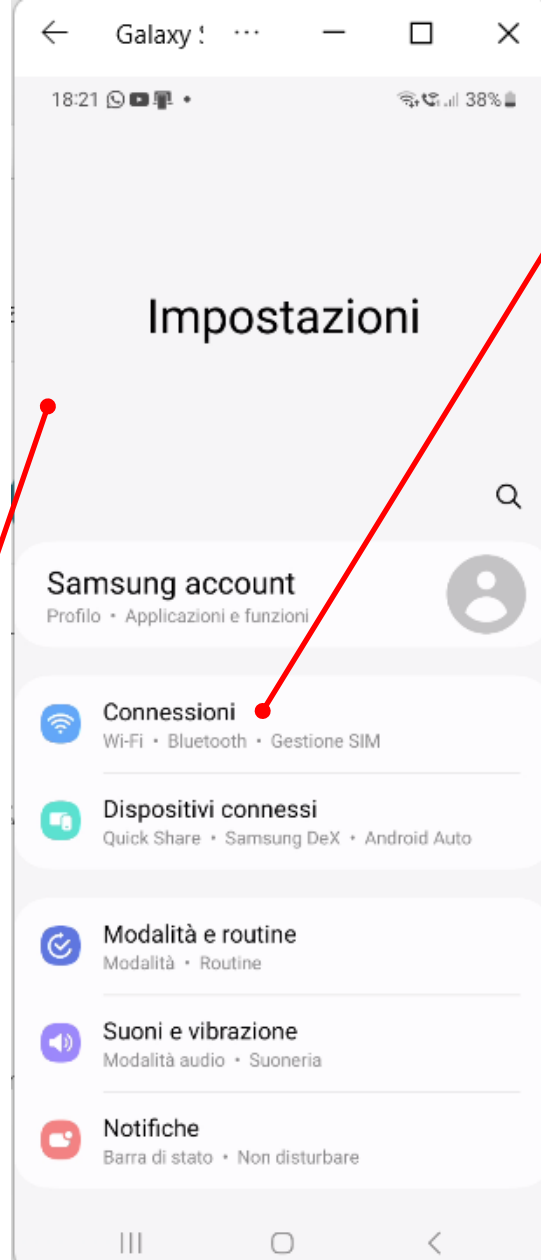 Galaxy S ...
18:21 38%
Impostazioni
Samsung account
Profilo • Applicazioni e funzioni
Connessioni
Wi-Fi • Bluetooth • Gestione SIM
Dispositivi connessi
Quick Share • Samsung DeX • Android Auto
Modalità e routine
Modalità • Routine
Suoni e vibrazione
Modalità audio • Suoneria
Notifiche
Barra di stato • Non disturbare